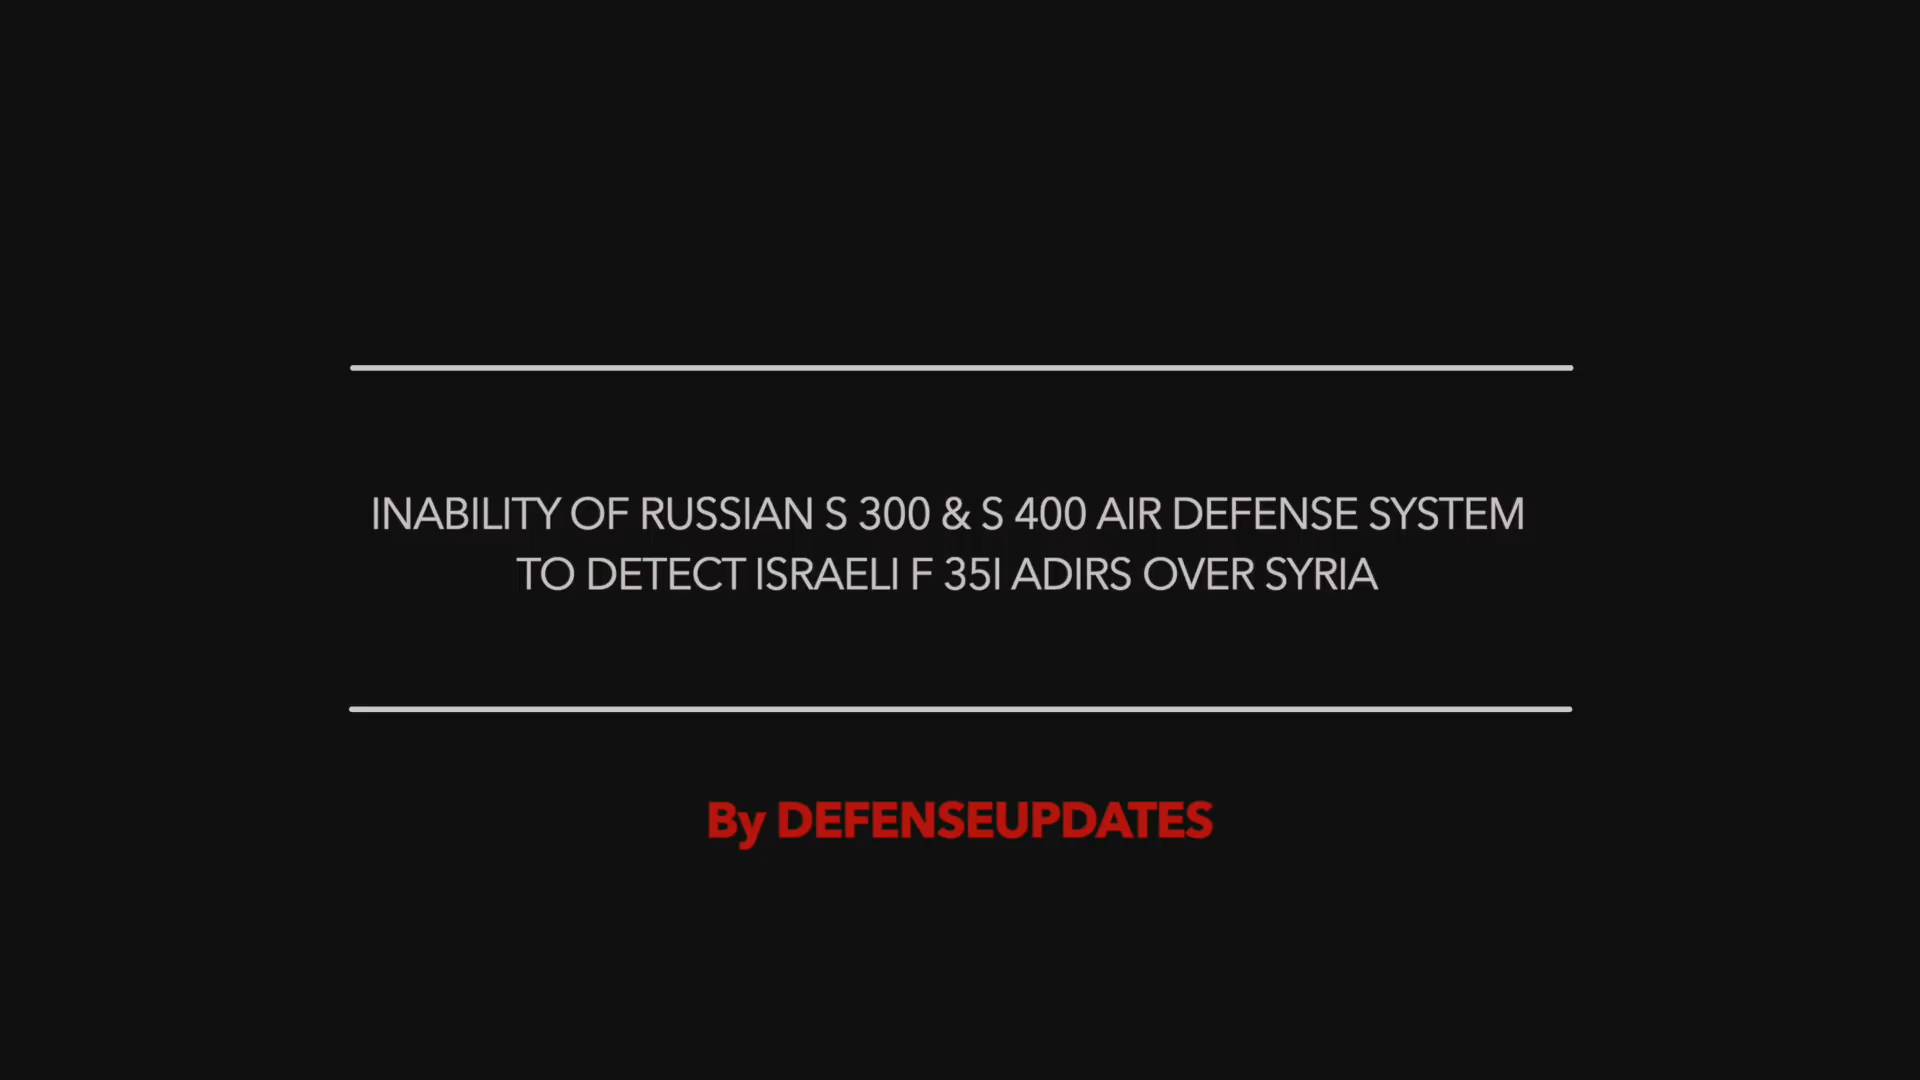 INABILITY OF RUSSIAN S 300 & S 400 AIR DEFENSE SYSTEM
TO DETECT ISRAELI F 35I ADIRS OVER SYRIA
By DEFENSEUPDATES